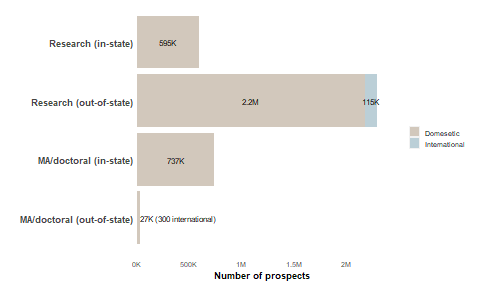 Research (in-state)
595K
Research (out-of-state)
2.2M
115K
Domesetic
International
MA/doctoral (in-state)
737K
MA/doctoral (out-of-state)
27K (300 international)
0K
500K
1M
1.5M
2M
Number of prospects